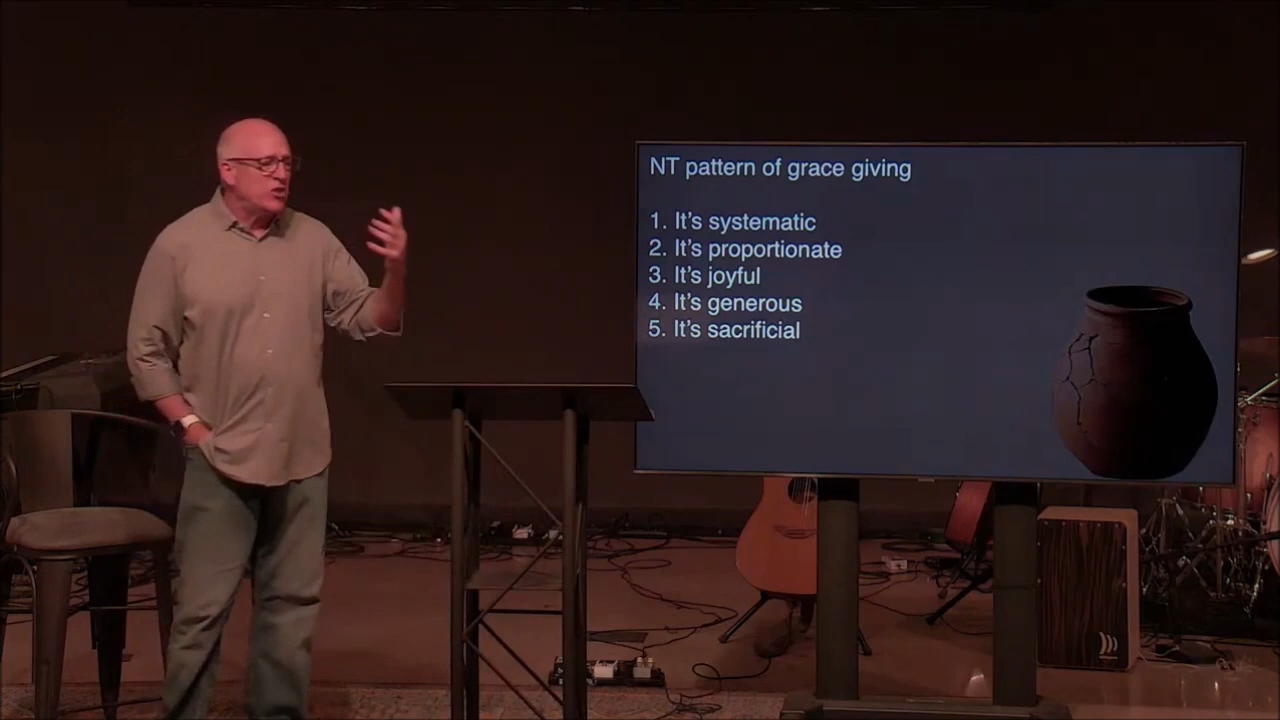 NT pattern of grace giving
1. It's systematic
2. It's proportionate
3. It's joyful
4. It's generous
5. It's sacrificial